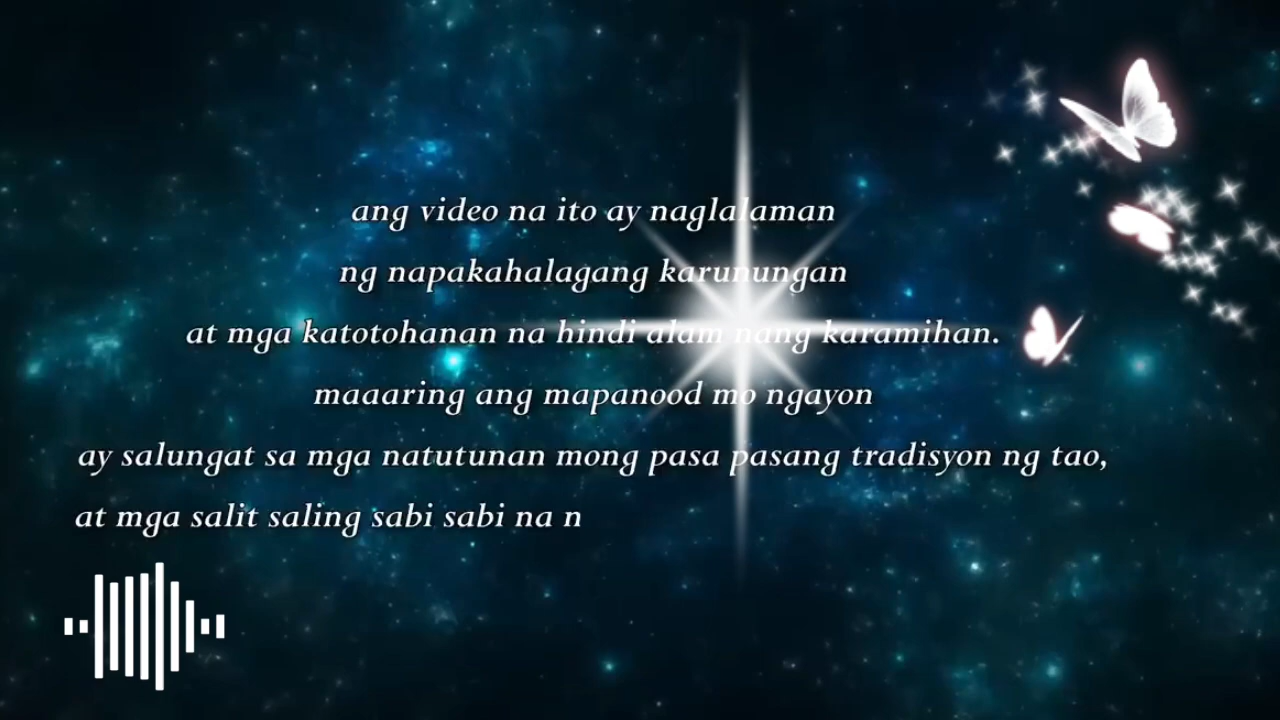 ang video na ito ay naglalaman
ng napakahalagang karunungan
at mga katotohanan na hindi alam nang karamihan.
maaaring ang mapanood mo ngayon
ay salungat sa mga natutunan mong pasa pasang tradisyon ng tao,
at mga salit saling sabi sabi na n